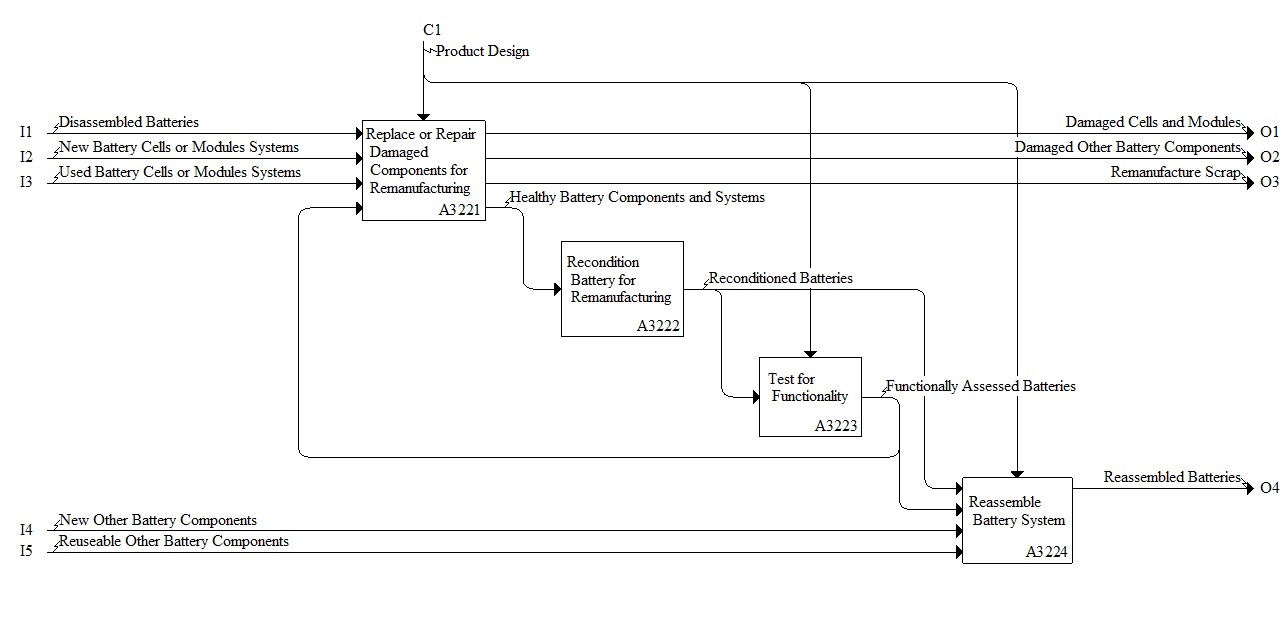 C1
Product Design
I1 Disassembled Batteries
I2 New Battery Cells or Modules Systems
I3 Used Battery Cells or Modules Systems
Replace or Repair
Damaged
Components for
Remanufacturing
A3221
Damaged Cells and Modules O1
Damaged Other Battery Components O2
Remanufacture Scrap O3
Healthy Battery Components and Systems
Recondition
Battery for
Remanufacturing
A3222
Reconditioned Batteries
Test for
Functionality
A3223
Functionally Assessed Batteries
Reassemble
Battery System
A3224
Reassembled Batteries O4
I4 New Other Battery Components
I5 Reuseable Other Battery Components